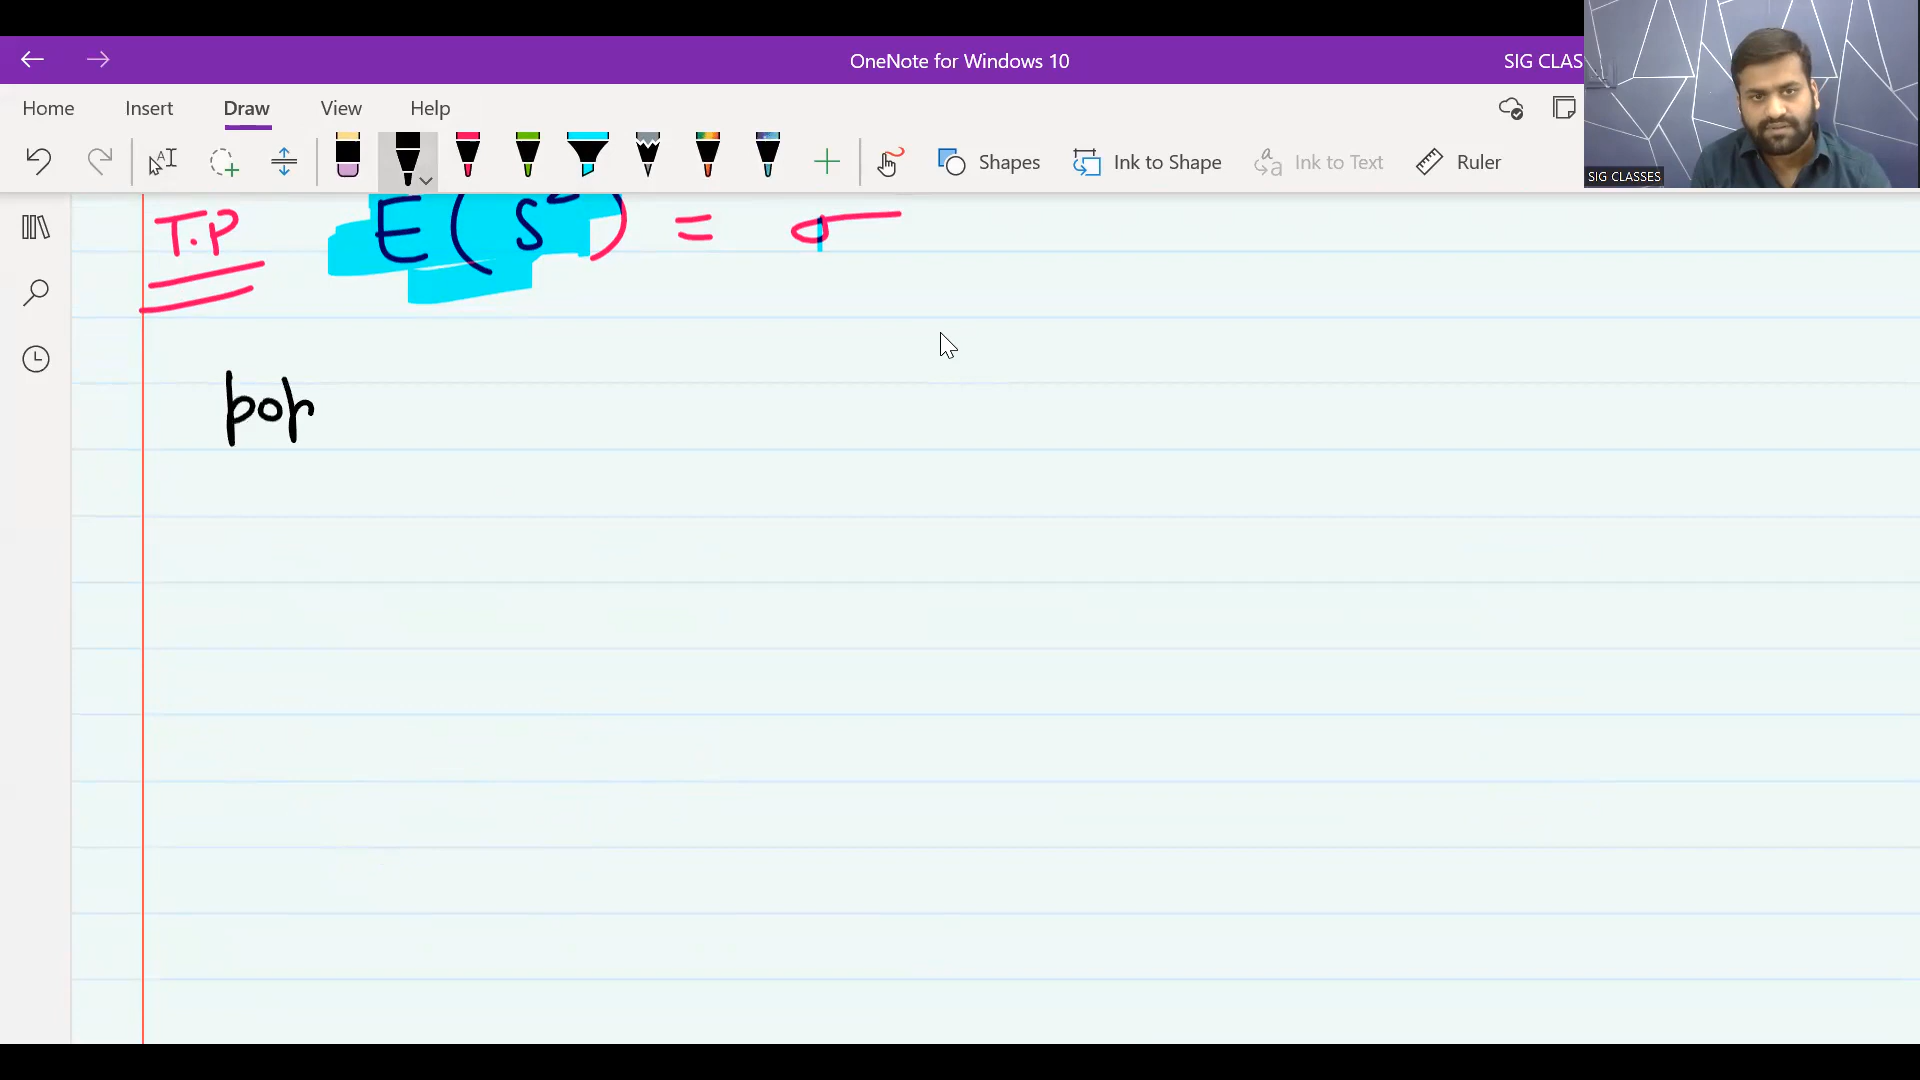 OneNote for Windows 10
SIG CLAS
Home Insert Draw View Help
Shapes Ink to Shape Ink to Text Ruler
SIG CLASSES
T.P E(S²) = σ
pop